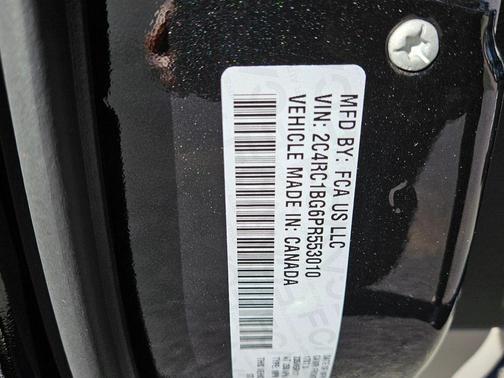 MFD BY: FCA US LLC
VIN: 2C4RC1BG6PR553010
VEHICLE MADE IN: CANADA